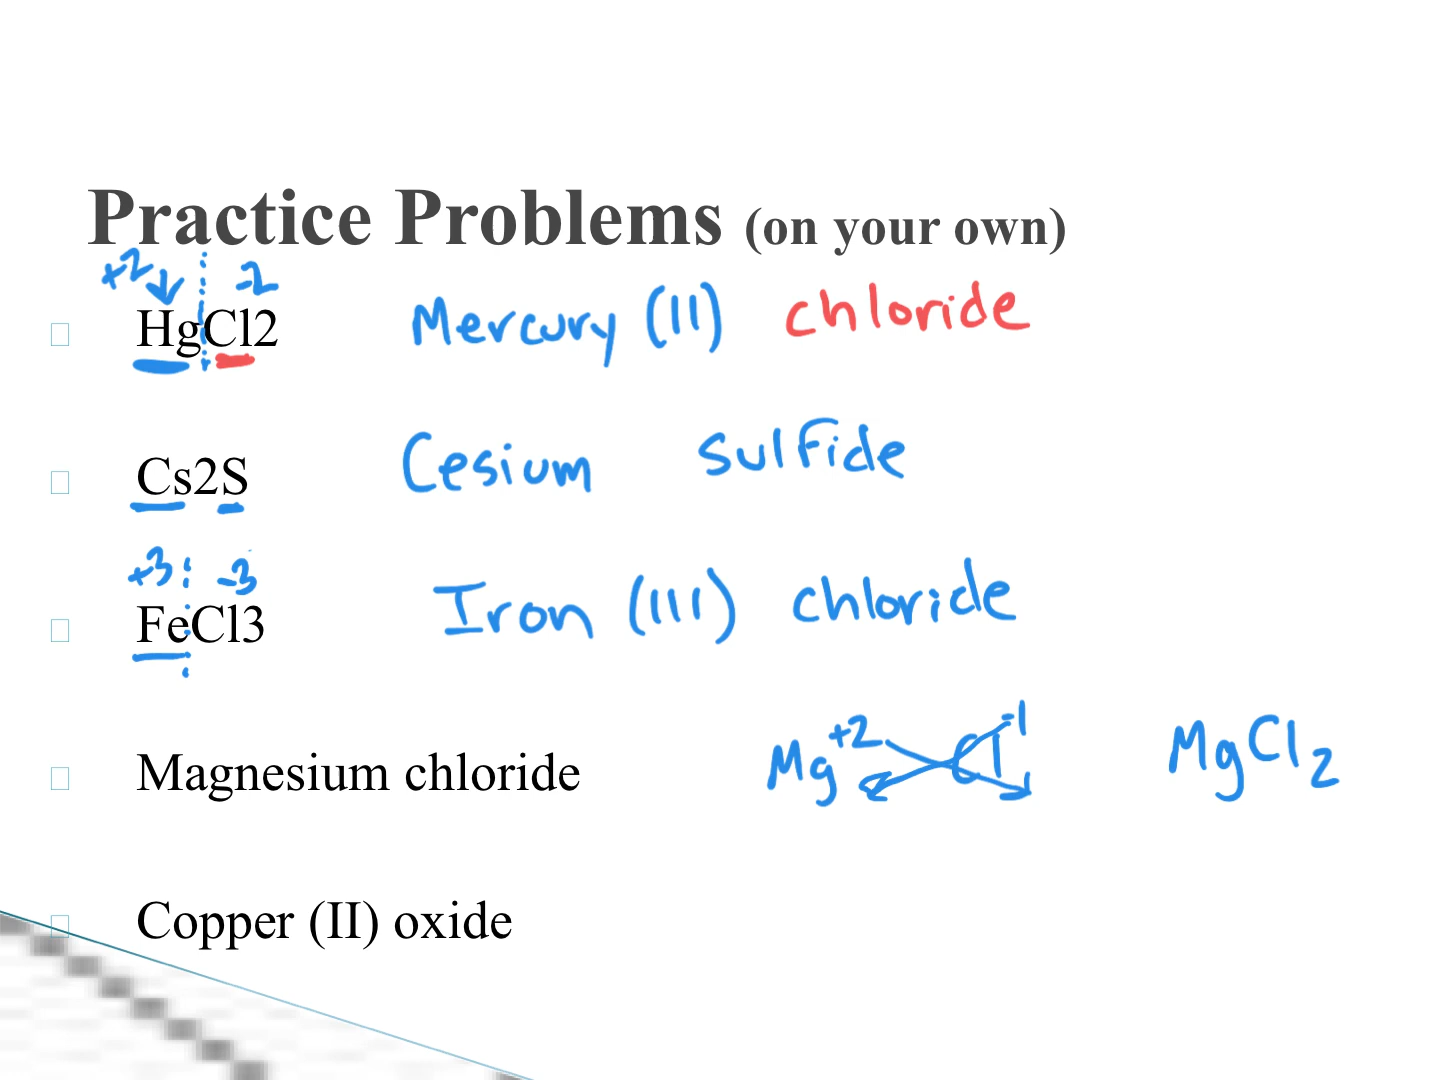 Practice Problems (on your own)
+2 -2
HgCl2 Mercury (II) chloride
Cs2S Cesium sulfide
+3 -3
FeCl3 Iron (III) chloride
Magnesium chloride Mg+2 Cl-1 MgCl2
Copper (II) oxide